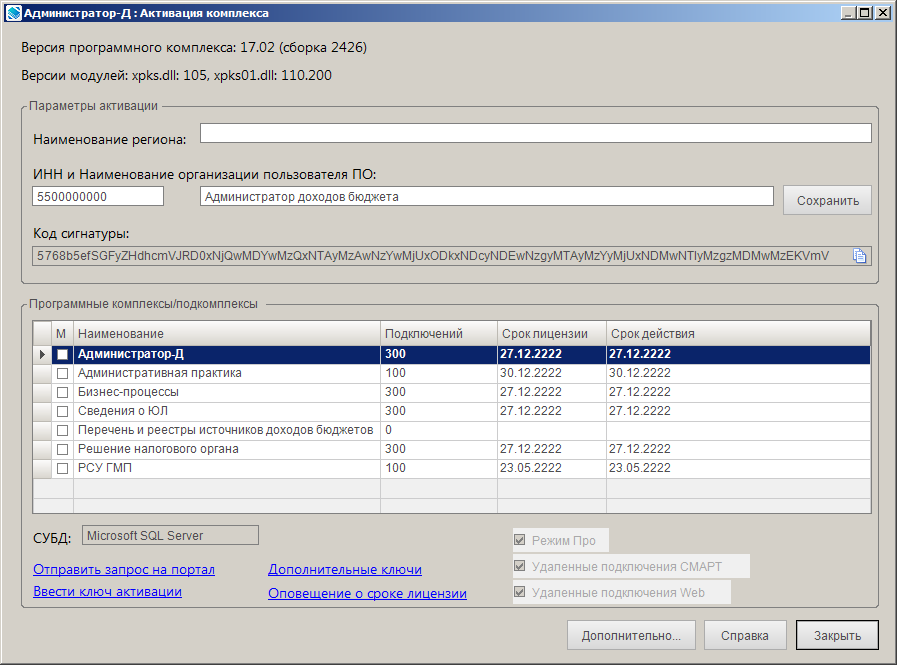 Администратор-Д : Активация комплекса
Версия программного комплекса: 17.02 (сборка 2426)
Версии модулей: xpks.dll: 105, xpks01.dll: 110.200
Параметры активации
Наименование региона:
ИНН и Наименование организации пользователя ПО:
5500000000 Администратор доходов бюджета Сохранить
Код сигнатуры:
5768b5efSGFyZHdhcmVJRD0xNjQwMDYwMzQxNTAyMzAwNzYwMjUxODkxNDcyNDEwNzgyMTAyMzYyMjUxNDMwNTIyMzgzMDMwMzEKVmV
Программные комплексы/подкомплексы
М Наименование Подключений Срок лицензии Срок действия
Администратор-Д 300 27.12.2222 27.12.2222
Административная практика 100 30.12.2222 30.12.2222
Бизнес-процессы 300 27.12.2222 27.12.2222
Сведения о ЮЛ 300 27.12.2222 27.12.2222
Перечень и реестры источников доходов бюджетов 0
Решение налогового органа 300 27.12.2222 27.12.2222
РСУ ГМП 100 23.05.2222 23.05.2222
СУБД: Microsoft SQL Server
Режим Про
Отправить запрос на портал Дополнительные ключи Удаленные подключения СМАРТ
Ввести ключ активации Оповещение о сроке лицензии Удаленные подключения Web
Дополнительно... Справка Закрыть